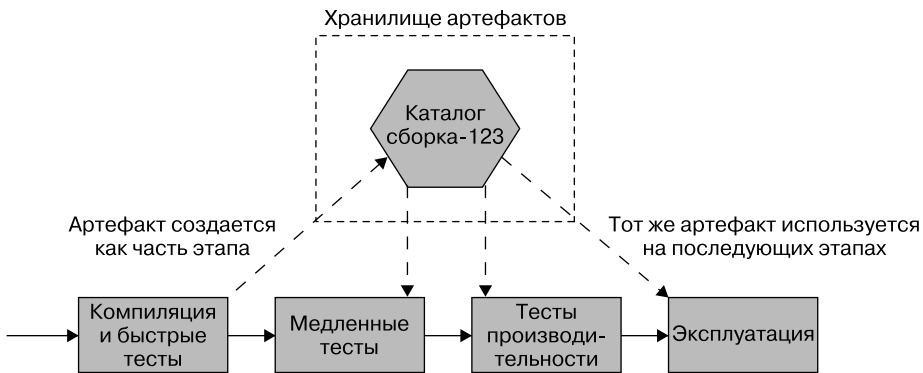 Хранилище артефактов
Каталог
сборка-123
Артефакт создается
как часть этапа
Тот же артефакт используется
на последующих этапах
Компиляция
и быстрые
тесты
Медленные
тесты
Тесты
производи-
тельности
Эксплуатация